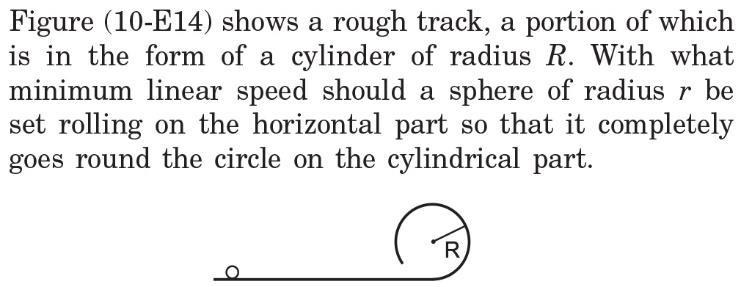 Figure (10-E14) shows a rough track, a portion of which
is in the form of a cylinder of radius R. With what
minimum linear speed should a sphere of radius r be
set rolling on the horizontal part so that it completely
goes round the circle on the cylindrical part.
R